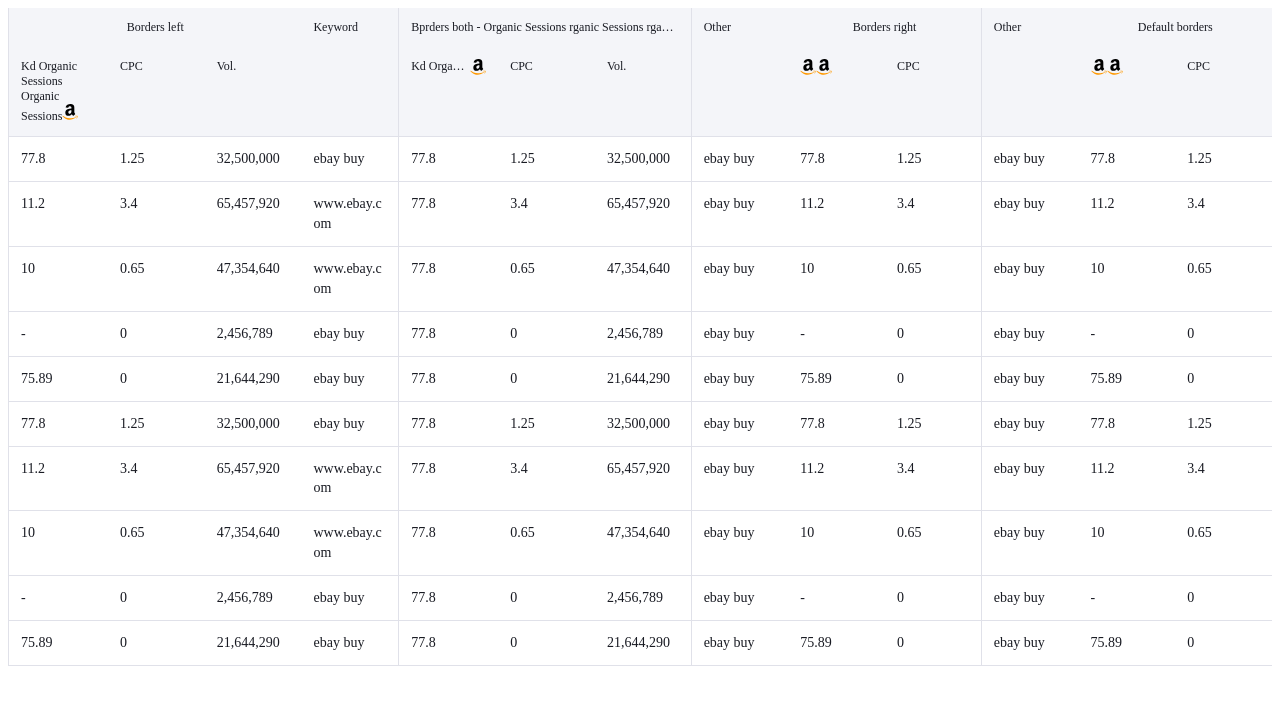 Borders left Keyword Bprders both - Organic Sessions rganic Sessions rga… Other Borders right Other Default borders
Kd Organic CPC Vol. Kd Orga… a CPC Vol. a a CPC a a CPC
Sessions
Organic
Sessions a
77.8 1.25 32,500,000 ebay buy 77.8 1.25 32,500,000 ebay buy 77.8 1.25 ebay buy 77.8 1.25
11.2 3.4 65,457,920 www.ebay.c 77.8 3.4 65,457,920 ebay buy 11.2 3.4 ebay buy 11.2 3.4
om
10 0.65 47,354,640 www.ebay.c 77.8 0.65 47,354,640 ebay buy 10 0.65 ebay buy 10 0.65
om
- 0 2,456,789 ebay buy 77.8 0 2,456,789 ebay buy - 0 ebay buy - 0
75.89 0 21,644,290 ebay buy 77.8 0 21,644,290 ebay buy 75.89 0 ebay buy 75.89 0
77.8 1.25 32,500,000 ebay buy 77.8 1.25 32,500,000 ebay buy 77.8 1.25 ebay buy 77.8 1.25
11.2 3.4 65,457,920 www.ebay.c 77.8 3.4 65,457,920 ebay buy 11.2 3.4 ebay buy 11.2 3.4
om
10 0.65 47,354,640 www.ebay.c 77.8 0.65 47,354,640 ebay buy 10 0.65 ebay buy 10 0.65
om
- 0 2,456,789 ebay buy 77.8 0 2,456,789 ebay buy - 0 ebay buy - 0
75.89 0 21,644,290 ebay buy 77.8 0 21,644,290 ebay buy 75.89 0 ebay buy 75.89 0